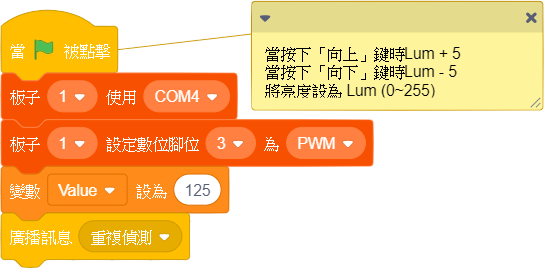 當 被點擊
當按下「向上」鍵時Lum + 5
當按下「向下」鍵時Lum - 5
將亮度設為 Lum (0~255)
板子 1 使用 COM4
板子 1 設定數位腳位 3 為 PWM
變數 Value 設為 125
廣播訊息 重複偵測